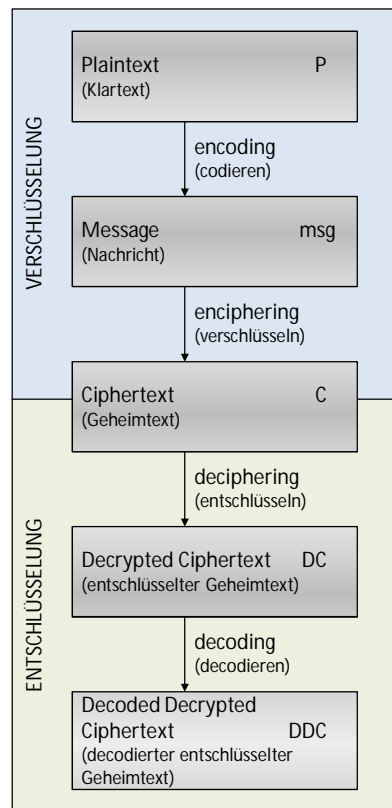 VERSCHLÜSSELUNG
Plaintext P
(Klartext)
encoding
(codieren)
Message msg
(Nachricht)
enciphering
(verschlüsseln)
Ciphertext C
(Geheimtext)
ENTSCHLÜSSELUNG
deciphering
(entschlüsseln)
Decrypted Ciphertext DC
(entschlüsselter Geheimtext)
decoding
(decodieren)
Decoded Decrypted
Ciphertext DDC
(decodierter entschlüsselter
Geheimtext)